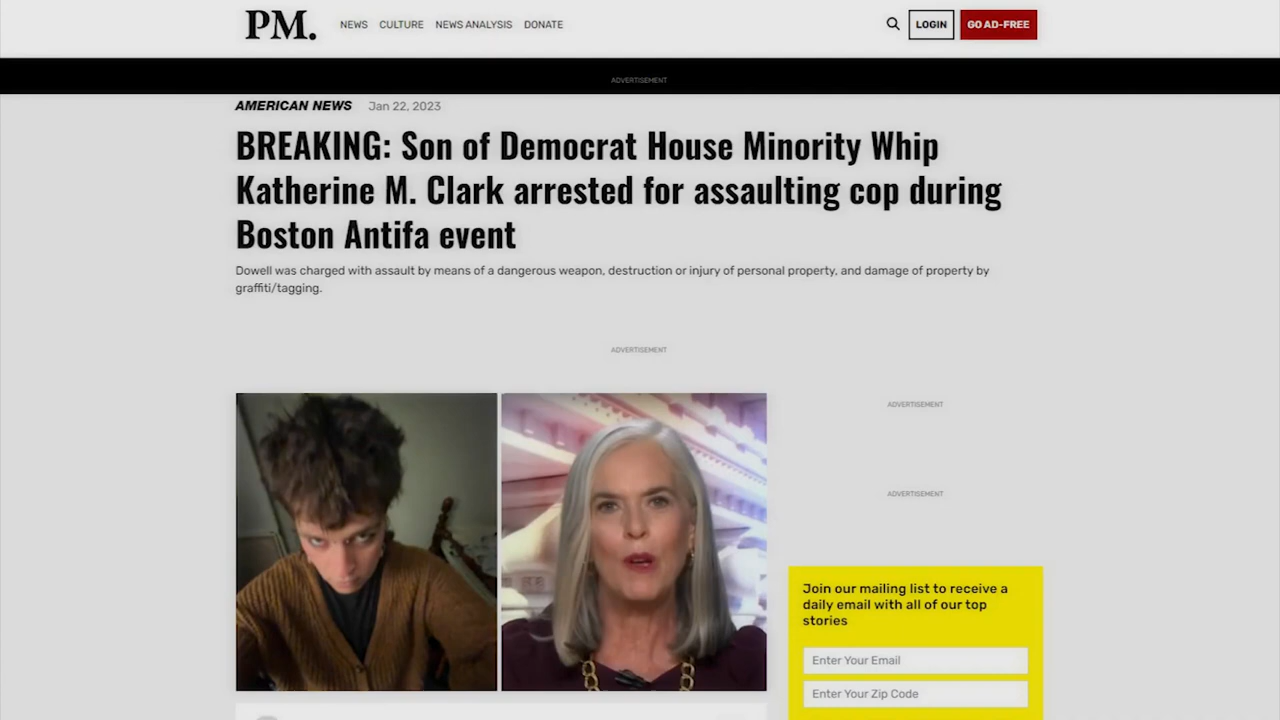 PM.
NEWS CULTURE NEWS ANALYSIS DONATE
LOGIN
GO AD-FREE
ADVERTISEMENT
AMERICAN NEWS Jan 22, 2023
BREAKING: Son of Democrat House Minority Whip
Katherine M. Clark arrested for assaulting cop during
Boston Antifa event
Dowell was charged with assault by means of a dangerous weapon, destruction or injury of personal property, and damage of property by
graffiti/tagging.
ADVERTISEMENT
ADVERTISEMENT
ADVERTISEMENT
Join our mailing list to receive a
daily email with all of our top
stories
Enter Your Email
Enter Your Zip Code